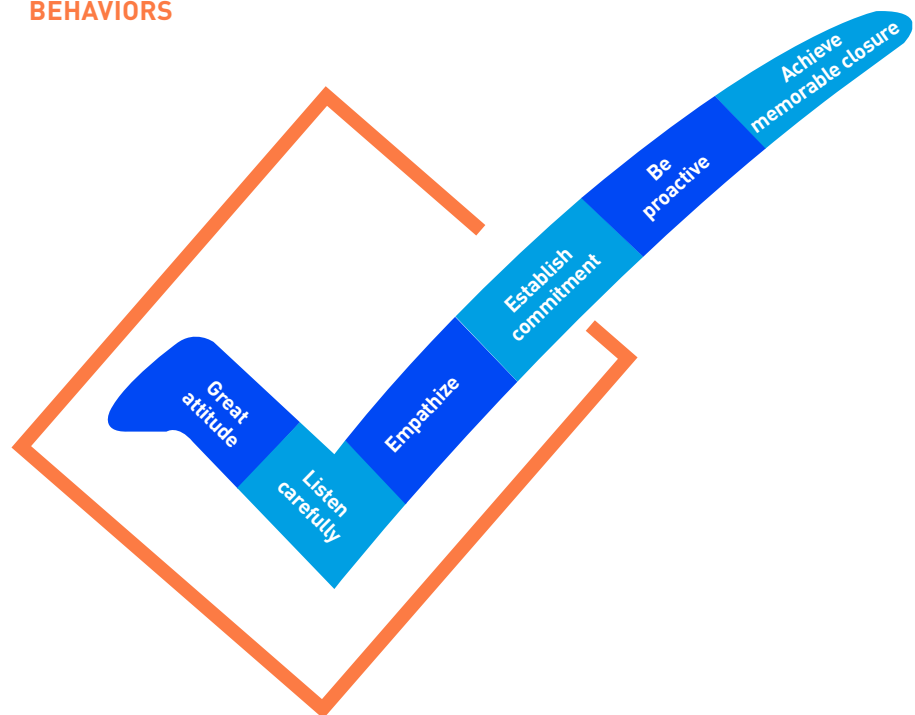 BEHAVIORS
Great
attitude
Listen
carefully
Empathize
Establish
commitment
Be
proactive
Achieve
memorable closure